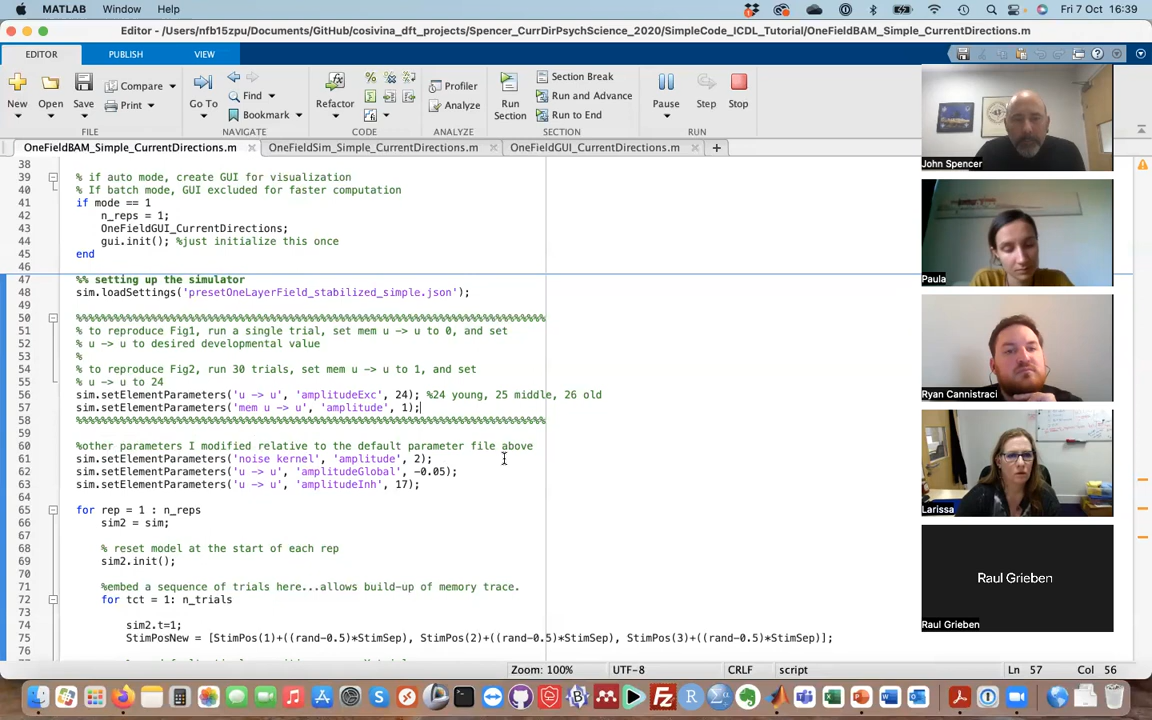 MATLAB Window Help
Fri 7 Oct 16:39
Editor - /Users/nfb15zpu/Documents/GitHub/cosivina_dft_projects/Spencer_CurrDirPsychScience_2020/SimpleCode_ICDL_Tutorial/OneFieldBAM_Simple_CurrentDirections.m
EDITOR PUBLISH VIEW
New Open Save Compare Print Go To Find Bookmark Refactor Profiler Analyze Run Section Section Break Run and Advance Run to End Pause Step Stop
FILE NAVIGATE CODE ANALYZE SECTION RUN
OneFieldBAM_Simple_CurrentDirections.m OneFieldSim_Simple_CurrentDirections.m OneFieldGUI_CurrentDirections.m
38
39 % if auto mode, create GUI for visualization
40 % If batch mode, GUI excluded for faster computation
41 if mode == 1
42 n_reps = 1;
43 OneFieldGUI_CurrentDirections;
44 gui.init(); %just initialize this once
45 end
46
47 %% setting up the simulator
48 sim.loadSettings('presetOneLayerField_stabilized_simple.json');
49
50 %%%%%%%%%%%%%%%%%%%%%%%%%%%%%%%%%%%%%%%%%%%%%%%%%%%%%%%%%%%%%%%%%%%%%%%%%%%
51 % to reproduce Fig1, run a single trial, set mem u -> u to 0, and set
52 % u -> u to desired developmental value
53 %
54 % to reproduce Fig2, run 30 trials, set mem u -> u to 1, and set
55 % u -> u to 24
56 sim.setElementParameters('u -> u', 'amplitudeExc', 24); %24 young, 25 middle, 26 old
57 sim.setElementParameters('mem u -> u', 'amplitude', 1);
58 %%%%%%%%%%%%%%%%%%%%%%%%%%%%%%%%%%%%%%%%%%%%%%%%%%%%%%%%%%%%%%%%%%%%%%%%%%%
59
60 %other parameters I modified relative to the default parameter file above
61 sim.setElementParameters('noise kernel', 'amplitude', 2);
62 sim.setElementParameters('u -> u', 'amplitudeGlobal', -0.05);
63 sim.setElementParameters('u -> u', 'amplitudeInh', 17);
64
65 for rep = 1 : n_reps
66 sim2 = sim;
67
68 % reset model at the start of each rep
69 sim2.init();
70
71 %embed a sequence of trials here...allows build-up of memory trace.
72 for tct = 1: n_trials
73
74 sim2.t=1;
75 StimPosNew = [StimPos(1)+((rand-0.5)*StimSep), StimPos(2)+((rand-0.5)*StimSep), StimPos(3)+((rand-0.5)*StimSep)];
76
Zoom: 100% UTF-8 CRLF script Ln 57 Col 56
John Spencer
Paula
Ryan Cannistraci
Larissa
Raul Grieben
Raul Grieben